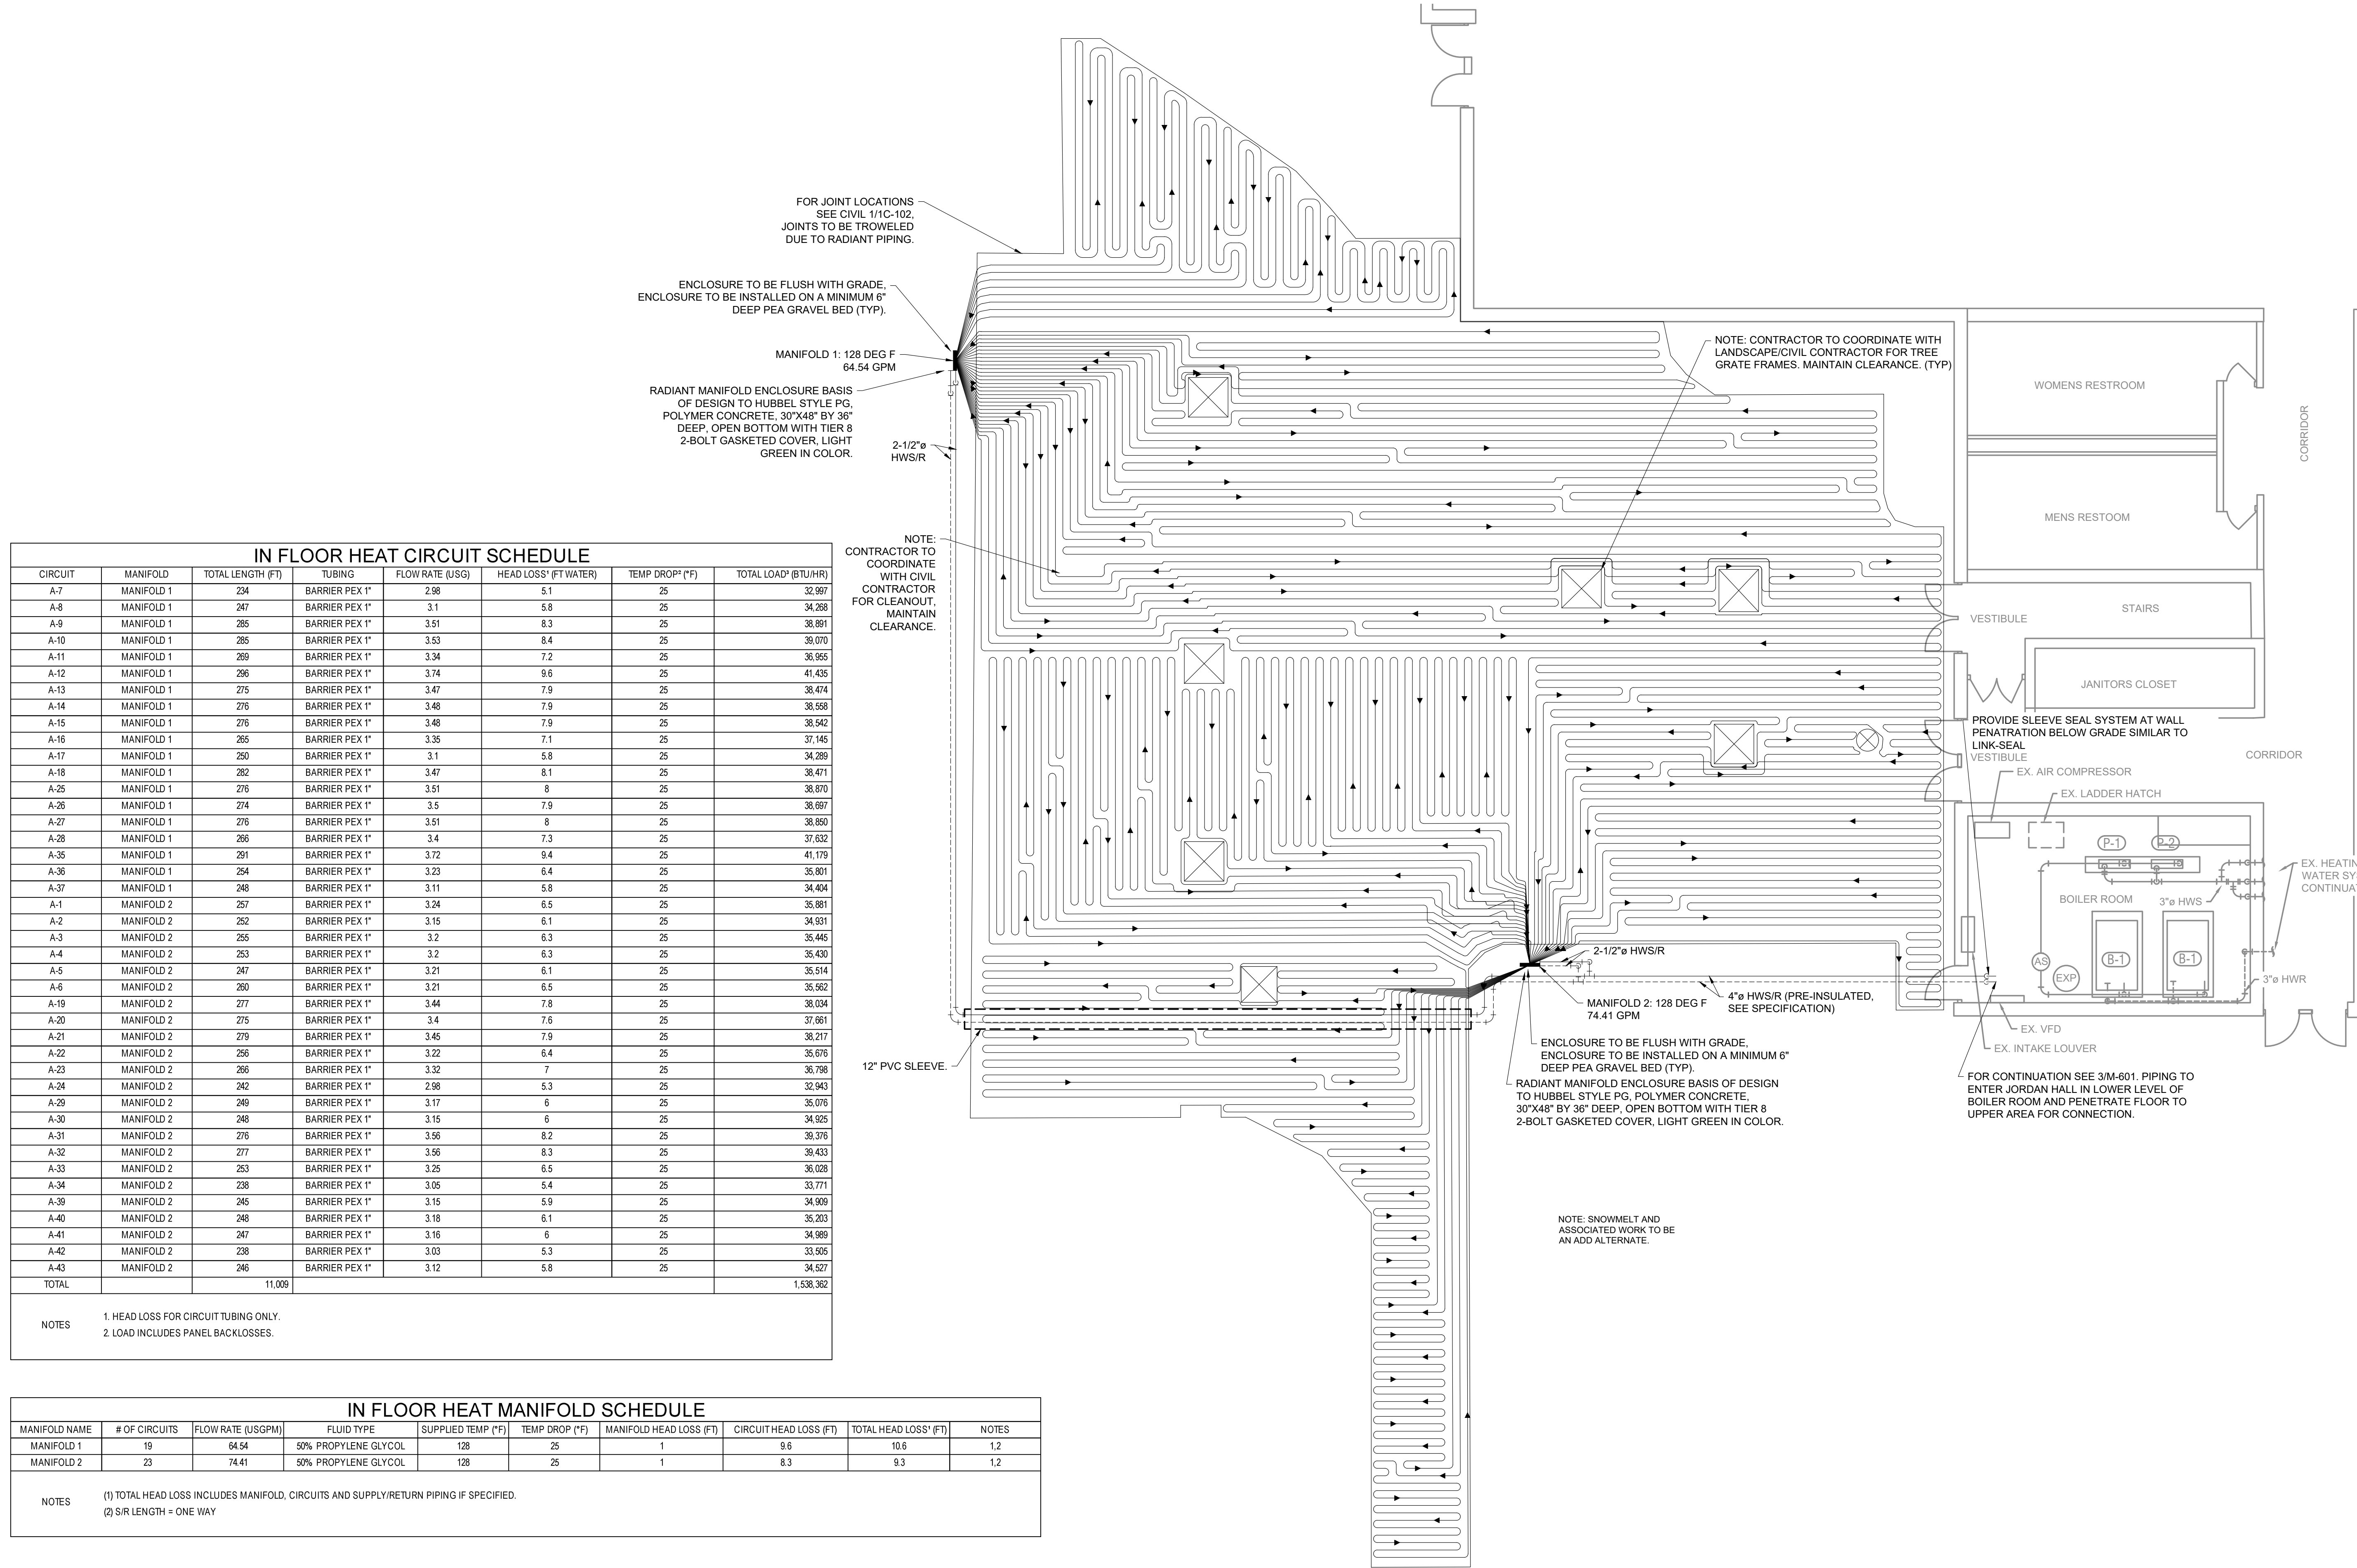 FOR JOINT LOCATIONS
SEE CIVIL 1/1C-102,
JOINTS TO BE TROWELED
DUE TO RADIANT PIPING.
ENCLOSURE TO BE FLUSH WITH GRADE,
ENCLOSURE TO BE INSTALLED ON A MINIMUM 6"
DEEP PEA GRAVEL BED (TYP).
MANIFOLD 1: 128 DEG F
64.54 GPM
RADIANT MANIFOLD ENCLOSURE BASIS
OF DESIGN TO HUBBEL STYLE PG,
POLYMER CONCRETE, 30"X48" BY 36"
DEEP, OPEN BOTTOM WITH TIER 8
2-BOLT GASKETED COVER, LIGHT
GREEN IN COLOR.
2-1/2"ø
HWS/R
NOTE:
CONTRACTOR TO
COORDINATE
WITH CIVIL
CONTRACTOR
FOR CLEANOUT,
MAINTAIN
CLEARANCE.
NOTE: CONTRACTOR TO COORDINATE WITH
LANDSCAPE/CIVIL CONTRACTOR FOR TREE
GRATE FRAMES. MAINTAIN CLEARANCE. (TYP)
WOMENS RESTROOM
CORRIDOR
MENS RESTOOM
STAIRS
VESTIBULE
JANITORS CLOSET
PROVIDE SLEEVE SEAL SYSTEM AT WALL
PENATRATION BELOW GRADE SIMILAR TO
LINK-SEAL
VESTIBULE
CORRIDOR
EX. AIR COMPRESSOR
EX. LADDER HATCH
P-1
P-2
EX. HEATIN
WATER SY
CONTINUA
BOILER ROOM
3"ø HWS
AS
EXP
B-1
B-1
3"ø HWR
EX. VFD
EX. INTAKE LOUVER
2-1/2"ø HWS/R
MANIFOLD 2: 128 DEG F
74.41 GPM
4"ø HWS/R (PRE-INSULATED,
SEE SPECIFICATION)
12" PVC SLEEVE.
ENCLOSURE TO BE FLUSH WITH GRADE,
ENCLOSURE TO BE INSTALLED ON A MINIMUM 6"
DEEP PEA GRAVEL BED (TYP).
RADIANT MANIFOLD ENCLOSURE BASIS OF DESIGN
TO HUBBEL STYLE PG, POLYMER CONCRETE,
30"X48" BY 36" DEEP, OPEN BOTTOM WITH TIER 8
2-BOLT GASKETED COVER, LIGHT GREEN IN COLOR.
FOR CONTINUATION SEE 3/M-601. PIPING TO
ENTER JORDAN HALL IN LOWER LEVEL OF
BOILER ROOM AND PENETRATE FLOOR TO
UPPER AREA FOR CONNECTION.
NOTE: SNOWMELT AND
ASSOCIATED WORK TO BE
AN ADD ALTERNATE.
IN FLOOR HEAT CIRCUIT SCHEDULE
CIRCUIT MANIFOLD TOTAL LENGTH (FT) TUBING FLOW RATE (USG) HEAD LOSS¹ (FT WATER) TEMP DROP² (°F) TOTAL LOAD³ (BTU/HR)
A-7 MANIFOLD 1 234 BARRIER PEX 1" 2.98 5.1 25 32,997
A-8 MANIFOLD 1 247 BARRIER PEX 1" 3.1 5.8 25 34,268
A-9 MANIFOLD 1 285 BARRIER PEX 1" 3.51 8.3 25 38,891
A-10 MANIFOLD 1 285 BARRIER PEX 1" 3.53 8.4 25 39,070
A-11 MANIFOLD 1 269 BARRIER PEX 1" 3.34 7.2 25 36,955
A-12 MANIFOLD 1 296 BARRIER PEX 1" 3.74 9.6 25 41,435
A-13 MANIFOLD 1 275 BARRIER PEX 1" 3.47 7.9 25 38,474
A-14 MANIFOLD 1 276 BARRIER PEX 1" 3.48 7.9 25 38,558
A-15 MANIFOLD 1 276 BARRIER PEX 1" 3.48 7.9 25 38,542
A-16 MANIFOLD 1 265 BARRIER PEX 1" 3.35 7.1 25 37,145
A-17 MANIFOLD 1 250 BARRIER PEX 1" 3.1 5.8 25 34,289
A-18 MANIFOLD 1 282 BARRIER PEX 1" 3.47 8.1 25 38,471
A-25 MANIFOLD 1 276 BARRIER PEX 1" 3.51 8 25 38,870
A-26 MANIFOLD 1 274 BARRIER PEX 1" 3.5 7.9 25 38,697
A-27 MANIFOLD 1 276 BARRIER PEX 1" 3.51 8 25 38,850
A-28 MANIFOLD 1 266 BARRIER PEX 1" 3.4 7.3 25 37,632
A-35 MANIFOLD 1 291 BARRIER PEX 1" 3.72 9.4 25 41,179
A-36 MANIFOLD 1 254 BARRIER PEX 1" 3.23 6.4 25 35,801
A-37 MANIFOLD 1 248 BARRIER PEX 1" 3.11 5.8 25 34,404
A-1 MANIFOLD 2 257 BARRIER PEX 1" 3.24 6.5 25 35,881
A-2 MANIFOLD 2 252 BARRIER PEX 1" 3.15 6.1 25 34,931
A-3 MANIFOLD 2 255 BARRIER PEX 1" 3.2 6.3 25 35,445
A-4 MANIFOLD 2 253 BARRIER PEX 1" 3.2 6.3 25 35,430
A-5 MANIFOLD 2 247 BARRIER PEX 1" 3.21 6.1 25 35,514
A-6 MANIFOLD 2 260 BARRIER PEX 1" 3.21 6.5 25 35,562
A-19 MANIFOLD 2 277 BARRIER PEX 1" 3.44 7.8 25 38,034
A-20 MANIFOLD 2 275 BARRIER PEX 1" 3.4 7.6 25 37,661
A-21 MANIFOLD 2 279 BARRIER PEX 1" 3.45 7.9 25 38,217
A-22 MANIFOLD 2 256 BARRIER PEX 1" 3.22 6.4 25 35,676
A-23 MANIFOLD 2 266 BARRIER PEX 1" 3.32 7 25 36,798
A-24 MANIFOLD 2 242 BARRIER PEX 1" 2.98 5.3 25 32,943
A-29 MANIFOLD 2 249 BARRIER PEX 1" 3.17 6 25 35,076
A-30 MANIFOLD 2 248 BARRIER PEX 1" 3.15 6 25 34,925
A-31 MANIFOLD 2 276 BARRIER PEX 1" 3.56 8.2 25 39,376
A-32 MANIFOLD 2 277 BARRIER PEX 1" 3.56 8.3 25 39,433
A-33 MANIFOLD 2 253 BARRIER PEX 1" 3.25 6.5 25 36,028
A-34 MANIFOLD 2 238 BARRIER PEX 1" 3.05 5.4 25 33,771
A-39 MANIFOLD 2 245 BARRIER PEX 1" 3.15 5.9 25 34,909
A-40 MANIFOLD 2 248 BARRIER PEX 1" 3.18 6.1 25 35,203
A-41 MANIFOLD 2 247 BARRIER PEX 1" 3.16 6 25 34,989
A-42 MANIFOLD 2 238 BARRIER PEX 1" 3.03 5.3 25 33,505
A-43 MANIFOLD 2 246 BARRIER PEX 1" 3.12 5.8 25 34,527
TOTAL 11,009 1,538,362
NOTES
1. HEAD LOSS FOR CIRCUIT TUBING ONLY.
2. LOAD INCLUDES PANEL BACKLOSSES.
IN FLOOR HEAT MANIFOLD SCHEDULE
MANIFOLD NAME # OF CIRCUITS FLOW RATE (USGPM) FLUID TYPE SUPPLIED TEMP (°F) TEMP DROP (°F) MANIFOLD HEAD LOSS (FT) CIRCUIT HEAD LOSS (FT) TOTAL HEAD LOSS¹ (FT) NOTES
MANIFOLD 1 19 64.54 50% PROPYLENE GLYCOL 128 25 1 9.6 10.6 1,2
MANIFOLD 2 23 74.41 50% PROPYLENE GLYCOL 128 25 1 8.3 9.3 1,2
NOTES
(1) TOTAL HEAD LOSS INCLUDES MANIFOLD, CIRCUITS AND SUPPLY/RETURN PIPING IF SPECIFIED.
(2) S/R LENGTH = ONE WAY